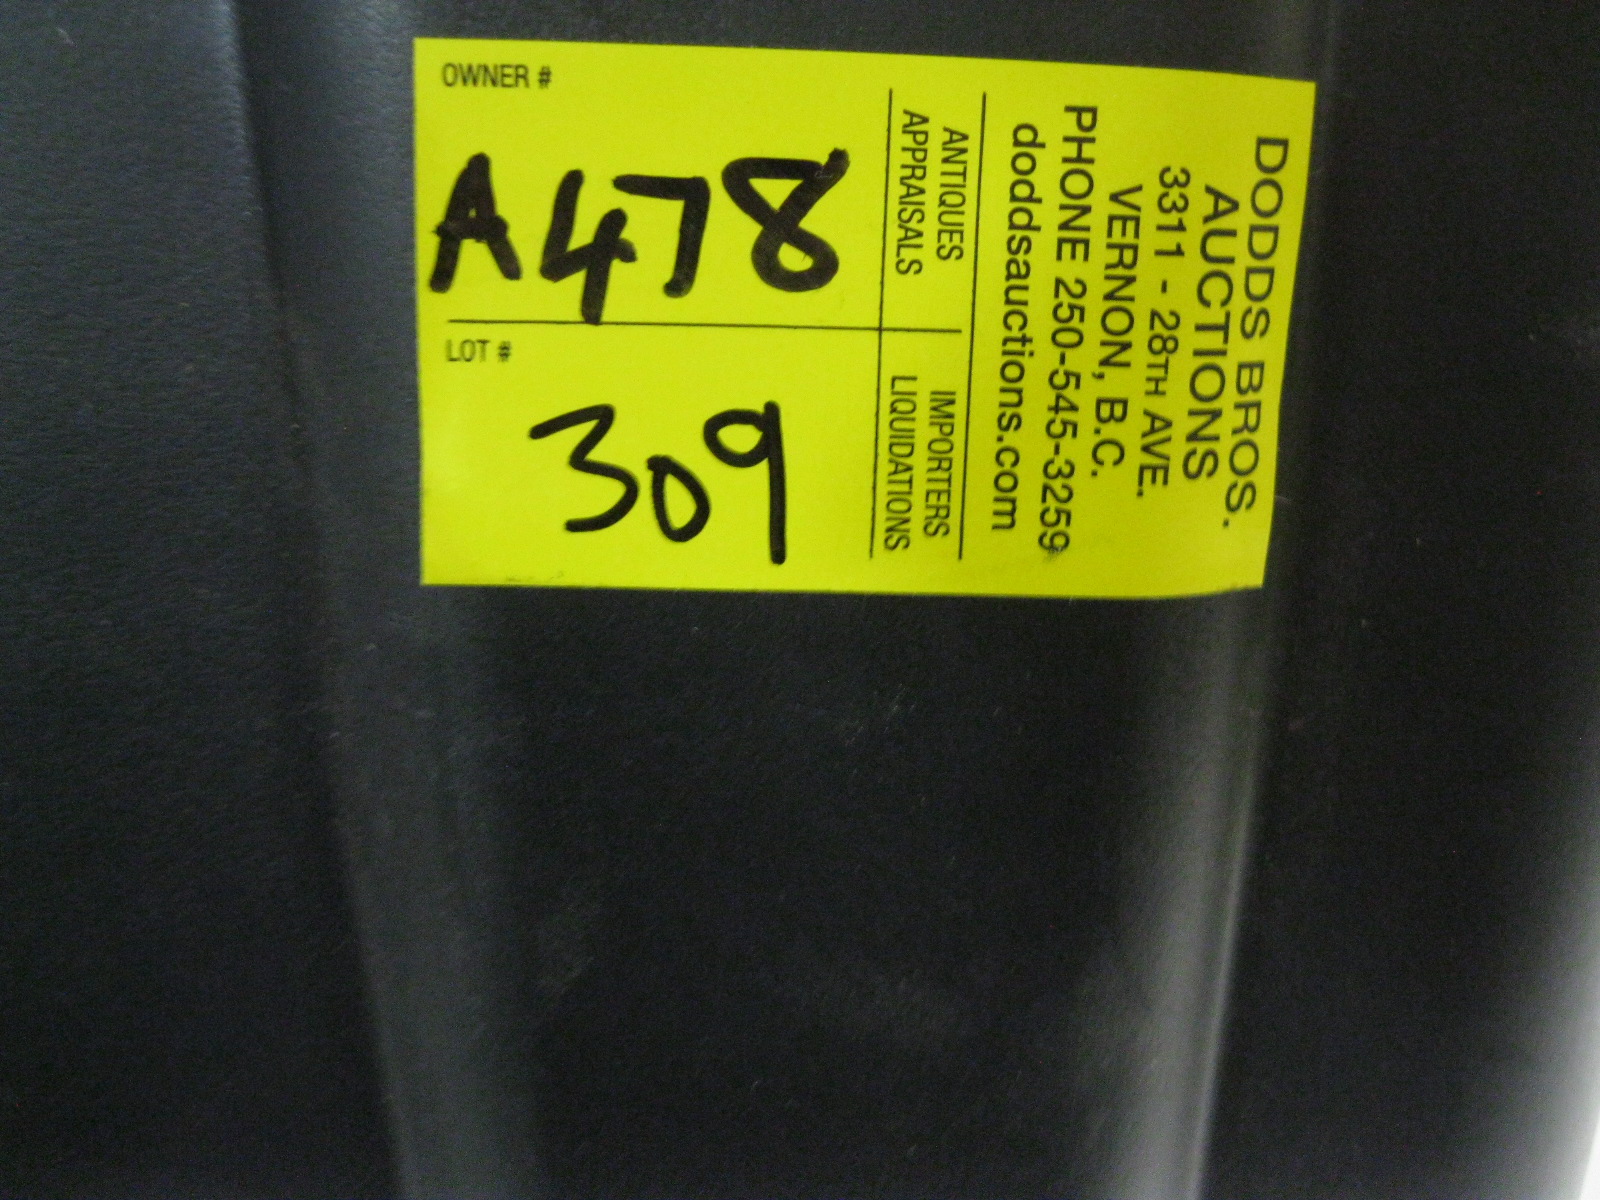 OWNER #
A478
LOT #
309
ANTIQUES
APPRAISALS
IMPORTERS
LIQUIDATIONS
DODDS BROS.
AUCTIONS
3311 - 28TH AVE.
VERNON, B.C.
PHONE 250-545-3259
doddsauctions.com